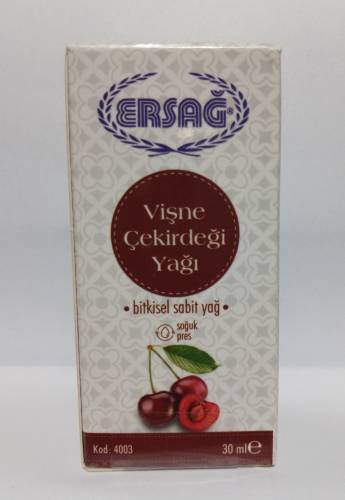 ERSAĞ®
Vişne
Çekirdeği
Yağı
• bitkisel sabit yağ •
soğuk
pres
Kod: 4003
30 ml℮